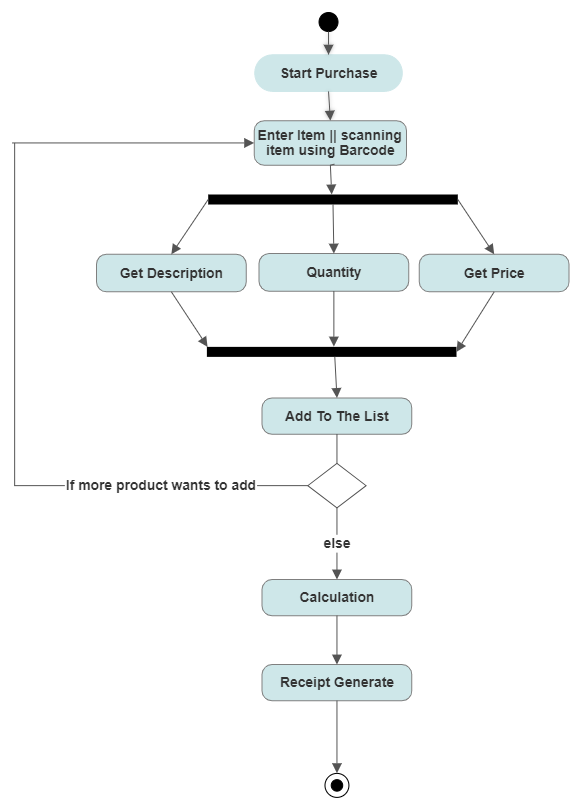 Start Purchase
Enter Item || scanning
item using Barcode
Get Description
Quantity
Get Price
Add To The List
If more product wants to add
else
Calculation
Receipt Generate